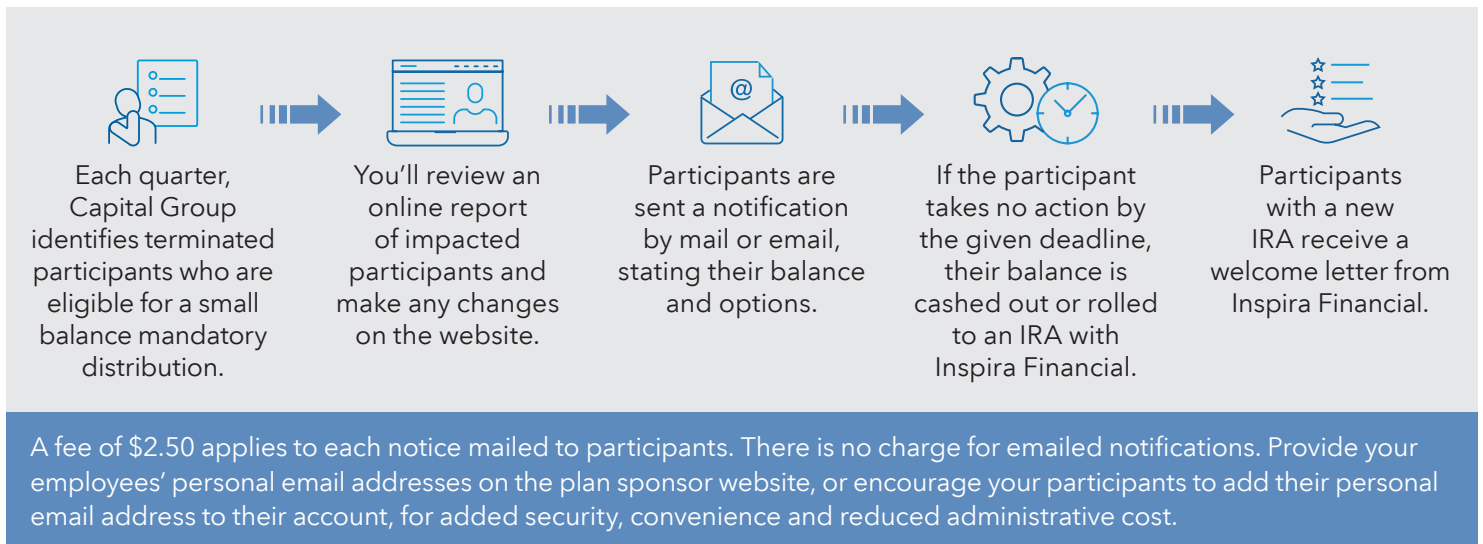 @
Each quarter,
Capital Group
identifies terminated
participants who are
eligible for a small
balance mandatory
distribution.
You’ll review an
online report
of impacted
participants and
make any changes
on the website.
Participants are
sent a notification
by mail or email,
stating their balance
and options.
If the participant
takes no action by
the given deadline,
their balance is
cashed out or rolled
to an IRA with
Inspira Financial.
Participants
with a new
IRA receive a
welcome letter from
Inspira Financial.
A fee of $2.50 applies to each notice mailed to participants. There is no charge for emailed notifications. Provide your
employees’ personal email addresses on the plan sponsor website, or encourage your participants to add their personal
email address to their account, for added security, convenience and reduced administrative cost.